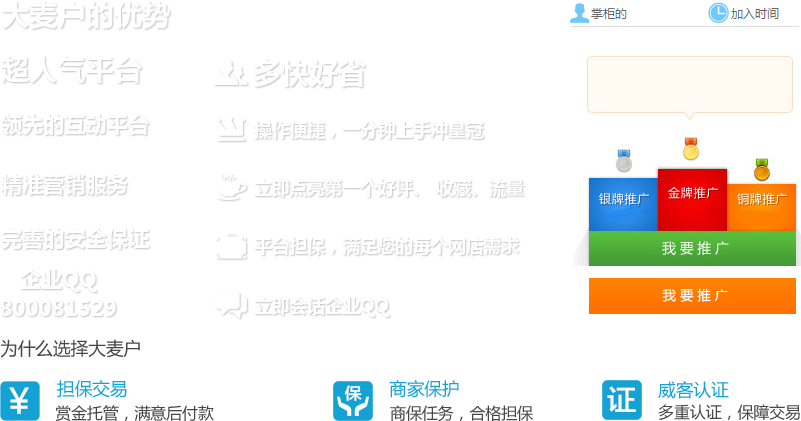 大麦户的优势
超人气平台
领先的互动平台
精准营销服务
完善的安全保证
企业QQ
800081529
多快好省
操作便捷，一分钟上手冲皇冠
立即点亮第一个好评、 收藏、流量
平台担保，满足您的每个网店需求
立即会话企业QQ
掌柜的
加入时间
银牌推广
金牌推广
铜牌推广
我要推广
我要推广
为什么选择大麦户
¥
担保交易
赏金托管，满意后付款
保
商家保护
商保任务，合格担保
证
威客认证
多重认证，保障交易